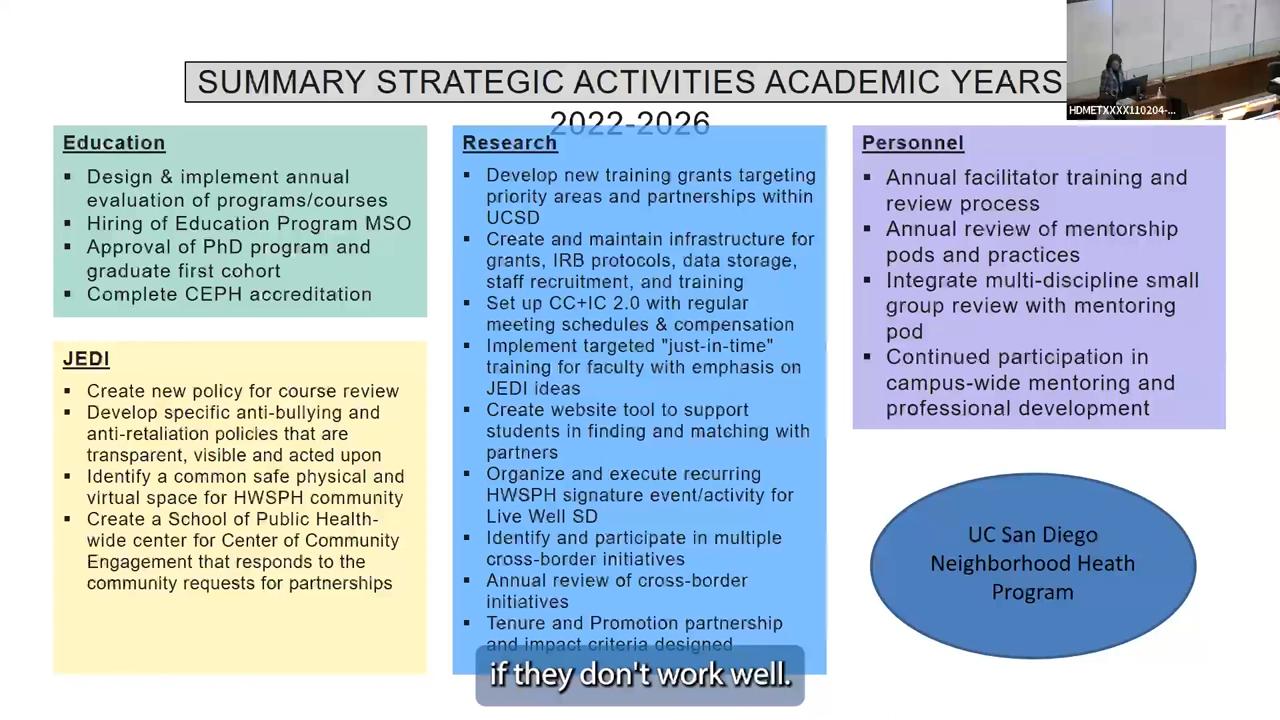 SUMMARY STRATEGIC ACTIVITIES ACADEMIC YEARS
2022-2026
HDMETXXXX110204-...
Education
▪ Design & implement annual
evaluation of programs/courses
▪ Hiring of Education Program MSO
▪ Approval of PhD program and
graduate first cohort
▪ Complete CEPH accreditation
JEDI
▪ Create new policy for course review
▪ Develop specific anti-bullying and
anti-retaliation policies that are
transparent, visible and acted upon
▪ Identify a common safe physical and
virtual space for HWSPH community
▪ Create a School of Public Health-
wide center for Center of Community
Engagement that responds to the
community requests for partnerships
Research
▪ Develop new training grants targeting
priority areas and partnerships within
UCSD
▪ Create and maintain infrastructure for
grants, IRB protocols, data storage,
staff recruitment, and training
▪ Set up CC+IC 2.0 with regular
meeting schedules & compensation
▪ Implement targeted "just-in-time"
training for faculty with emphasis on
JEDI ideas
▪ Create website tool to support
students in finding and matching with
partners
▪ Organize and execute recurring
HWSPH signature event/activity for
Live Well SD
▪ Identify and participate in multiple
cross-border initiatives
▪ Annual review of cross-border
initiatives
▪ Tenure and Promotion partnership
and impact criteria designed
Personnel
▪ Annual facilitator training and
review process
▪ Annual review of mentorship
pods and practices
▪ Integrate multi-discipline small
group review with mentoring
pod
▪ Continued participation in
campus-wide mentoring and
professional development
UC San Diego
Neighborhood Heath
Program
if they don't work well.